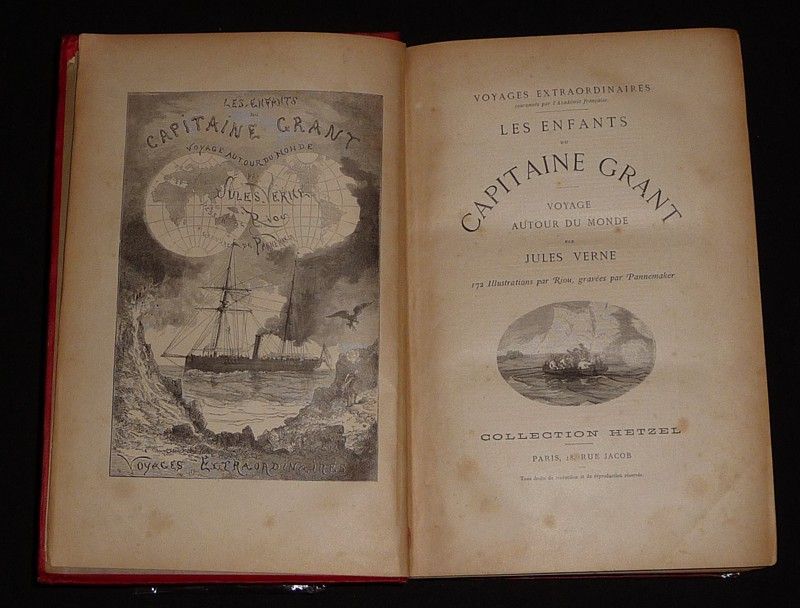 LES ENFANTS
DU
CAPITAINE GRANT
VOYAGE AUTOUR DU MONDE
JULES VERNE
RIOU
PANNEMAKER
VOYAGES EXTRAORDINAIRES
VOYAGES EXTRAORDINAIRES
couronnés par l'Académie française.
LES ENFANTS
DU
CAPITAINE GRANT
VOYAGE
AUTOUR DU MONDE
PAR
JULES VERNE
172 Illustrations par Riou, gravées par Pannemaker.
COLLECTION HETZEL
PARIS, 18, RUE JACOB
Tous droits de traduction et de reproduction réservés.